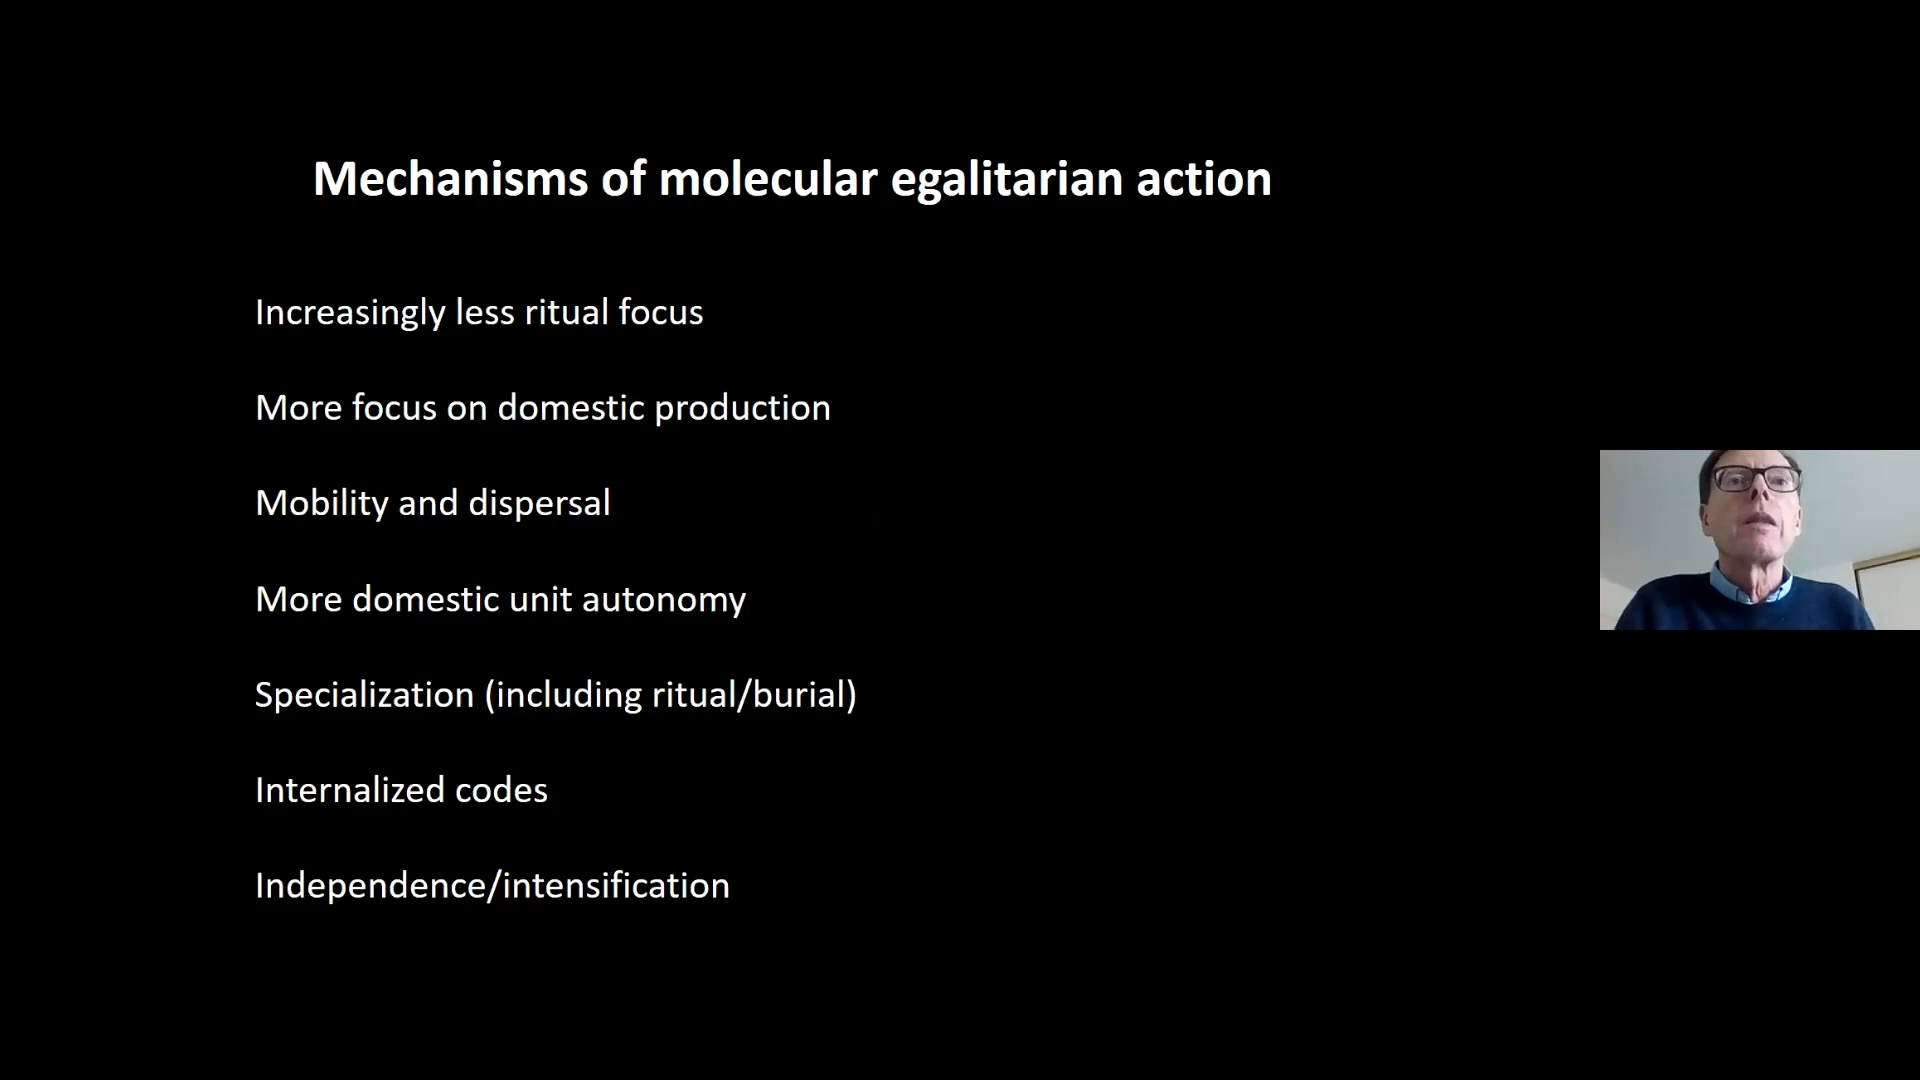 Mechanisms of molecular egalitarian action
Increasingly less ritual focus
More focus on domestic production
Mobility and dispersal
More domestic unit autonomy
Specialization (including ritual/burial)
Internalized codes
Independence/intensification